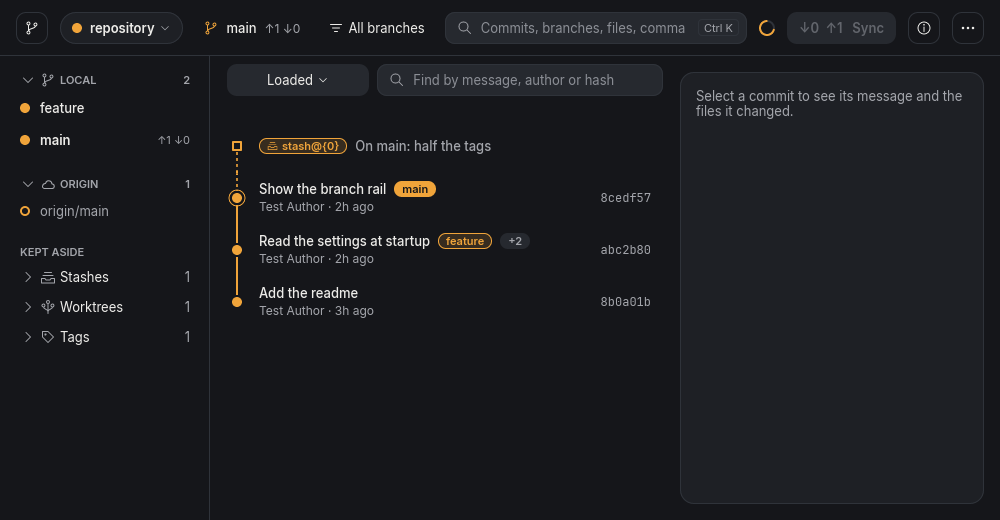 repository
main ↑1 ↓0
All branches
Commits, branches, files, comma
Ctrl K
↓0 ↑1 Sync
LOCAL 2
feature
main ↑1 ↓0
ORIGIN 1
origin/main
KEPT ASIDE
Stashes 1
Worktrees 1
Tags 1
Loaded
Find by message, author or hash
stash@{0} On main: half the tags
Show the branch rail main
Test Author · 2h ago
8cedf57
Read the settings at startup feature +2
Test Author · 2h ago
abc2b80
Add the readme
Test Author · 3h ago
8b0a01b
Select a commit to see its message and the
files it changed.